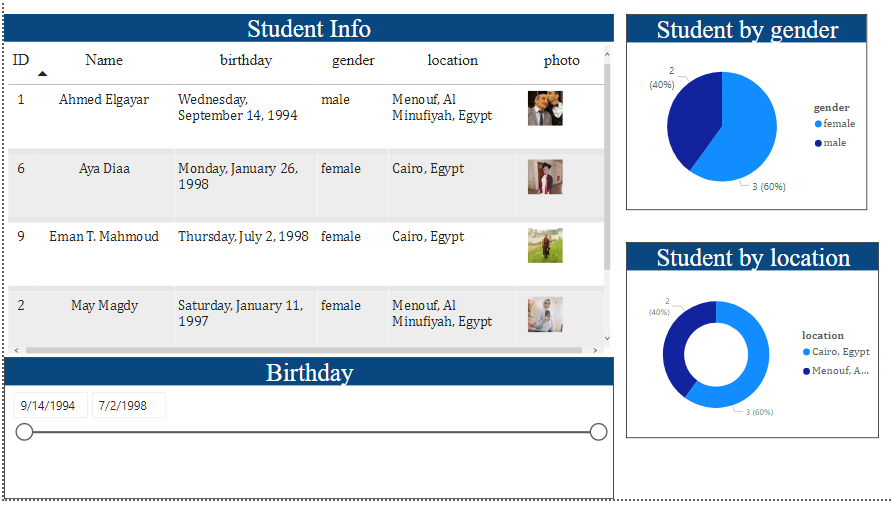 Student Info
ID Name birthday gender location photo
1 Ahmed Elgayar Wednesday, September 14, 1994 male Menouf, Al Minufiyah, Egypt
6 Aya Diaa Monday, January 26, 1998 female Cairo, Egypt
9 Eman T. Mahmoud Thursday, July 2, 1998 female Cairo, Egypt
2 May Magdy Saturday, January 11, 1997 female Menouf, Al Minufiyah, Egypt
Birthday
9/14/1994 7/2/1998
Student by gender
2
(40%)
3 (60%)
gender
female
male
Student by location
2
(40%)
3 (60%)
location
Cairo, Egypt
Menouf, A...